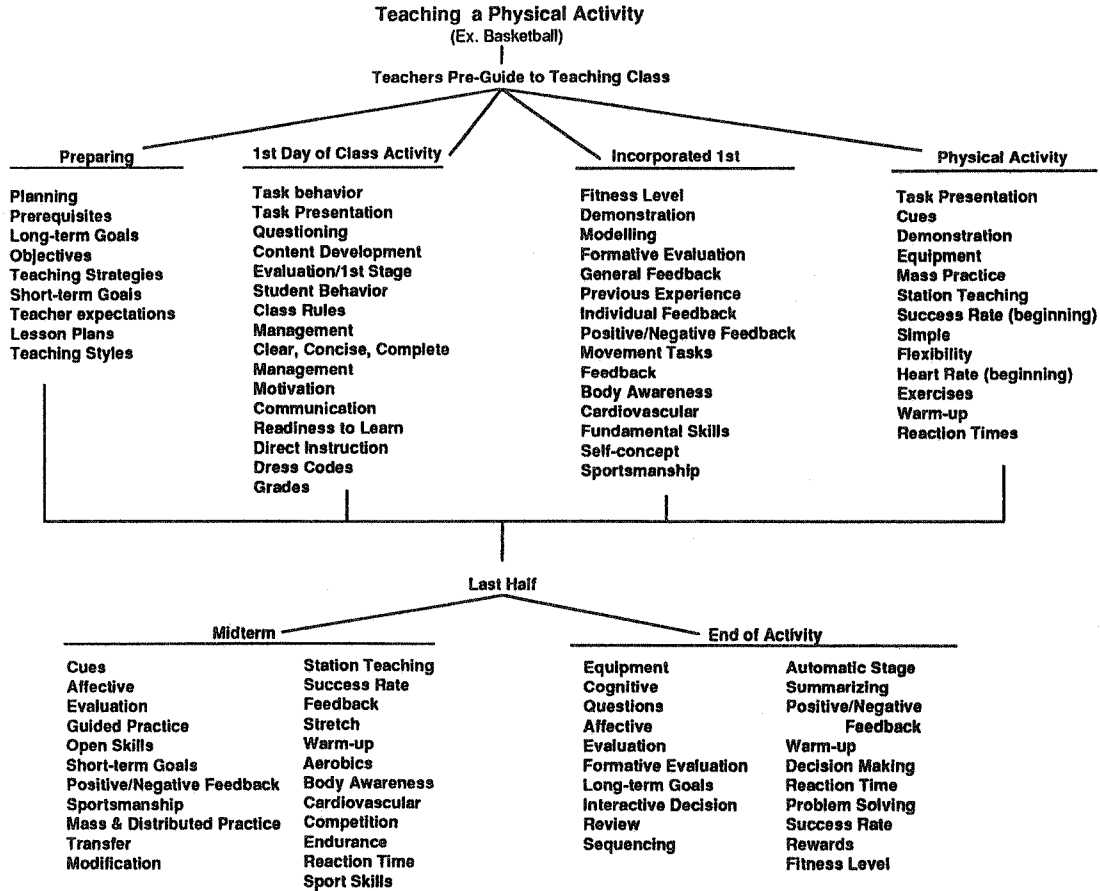 Teaching a Physical Activity
(Ex. Basketball)
Teachers Pre-Guide to Teaching Class
Preparing
Planning
Prerequisites
Long-term Goals
Objectives
Teaching Strategies
Short-term Goals
Teacher expectations
Lesson Plans
Teaching Styles
1st Day of Class Activity
Task behavior
Task Presentation
Questioning
Content Development
Evaluation/1st Stage
Student Behavior
Class Rules
Management
Clear, Concise, Complete
Management
Motivation
Communication
Readiness to Learn
Direct Instruction
Dress Codes
Grades
Incorporated 1st
Fitness Level
Demonstration
Modelling
Formative Evaluation
General Feedback
Previous Experience
Individual Feedback
Positive/Negative Feedback
Movement Tasks
Feedback
Body Awareness
Cardiovascular
Fundamental Skills
Self-concept
Sportsmanship
Physical Activity
Task Presentation
Cues
Demonstration
Equipment
Mass Practice
Station Teaching
Success Rate (beginning)
Simple
Flexibility
Heart Rate (beginning)
Exercises
Warm-up
Reaction Times
Last Half
Midterm
Cues
Affective
Evaluation
Guided Practice
Open Skills
Short-term Goals
Positive/Negative Feedback
Sportsmanship
Mass & Distributed Practice
Transfer
Modification
Station Teaching
Success Rate
Feedback
Stretch
Warm-up
Aerobics
Body Awareness
Cardiovascular
Competition
Endurance
Reaction Time
Sport Skills
End of Activity
Equipment
Cognitive
Questions
Affective
Evaluation
Formative Evaluation
Long-term Goals
Interactive Decision
Review
Sequencing
Automatic Stage
Summarizing
Positive/Negative
Feedback
Warm-up
Decision Making
Reaction Time
Problem Solving
Success Rate
Rewards
Fitness Level